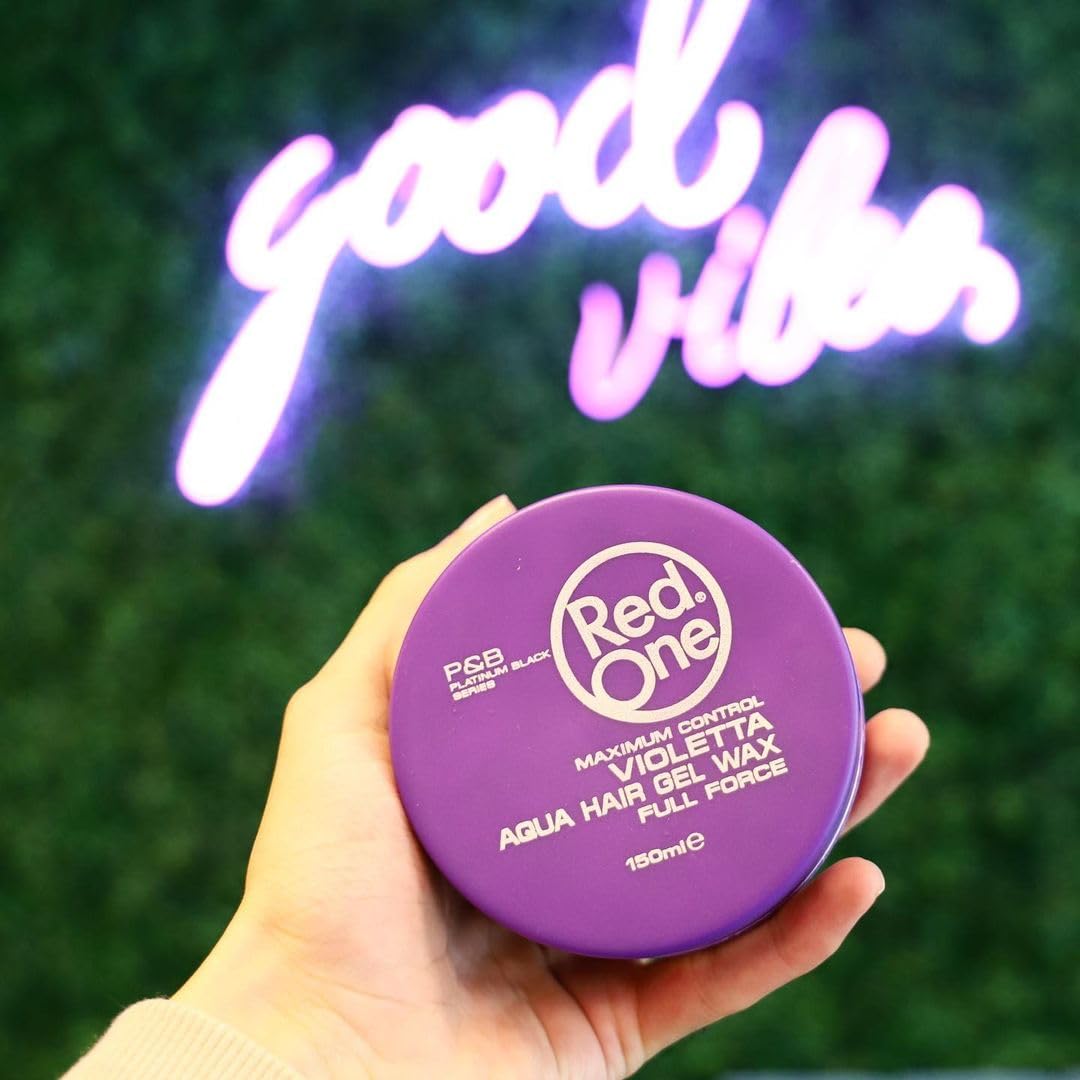 good
vibes
Red®
One
P&B
PLATINUM BLACK
SERIES
MAXIMUM CONTROL
VIOLETTA
AQUA HAIR GEL WAX
FULL FORCE
150ml℮